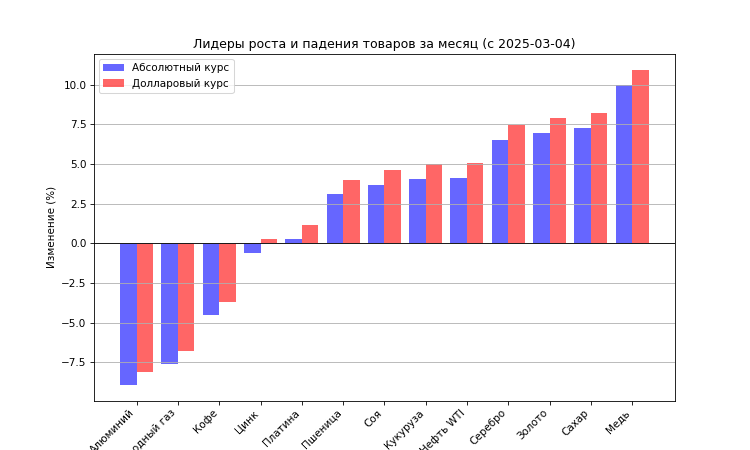 Лидеры роста и падения товаров за месяц (с 2025-03-04)
Абсолютный курс
Долларовый курс
Изменение (%)
10.0
7.5
5.0
2.5
0.0
−2.5
−5.0
−7.5
Алюминий
газ
Кофе
Цинк
Платина
Пшеница
Соя
Кукуруза
Нефть WTI
Серебро
Золото
Сахар
Медь